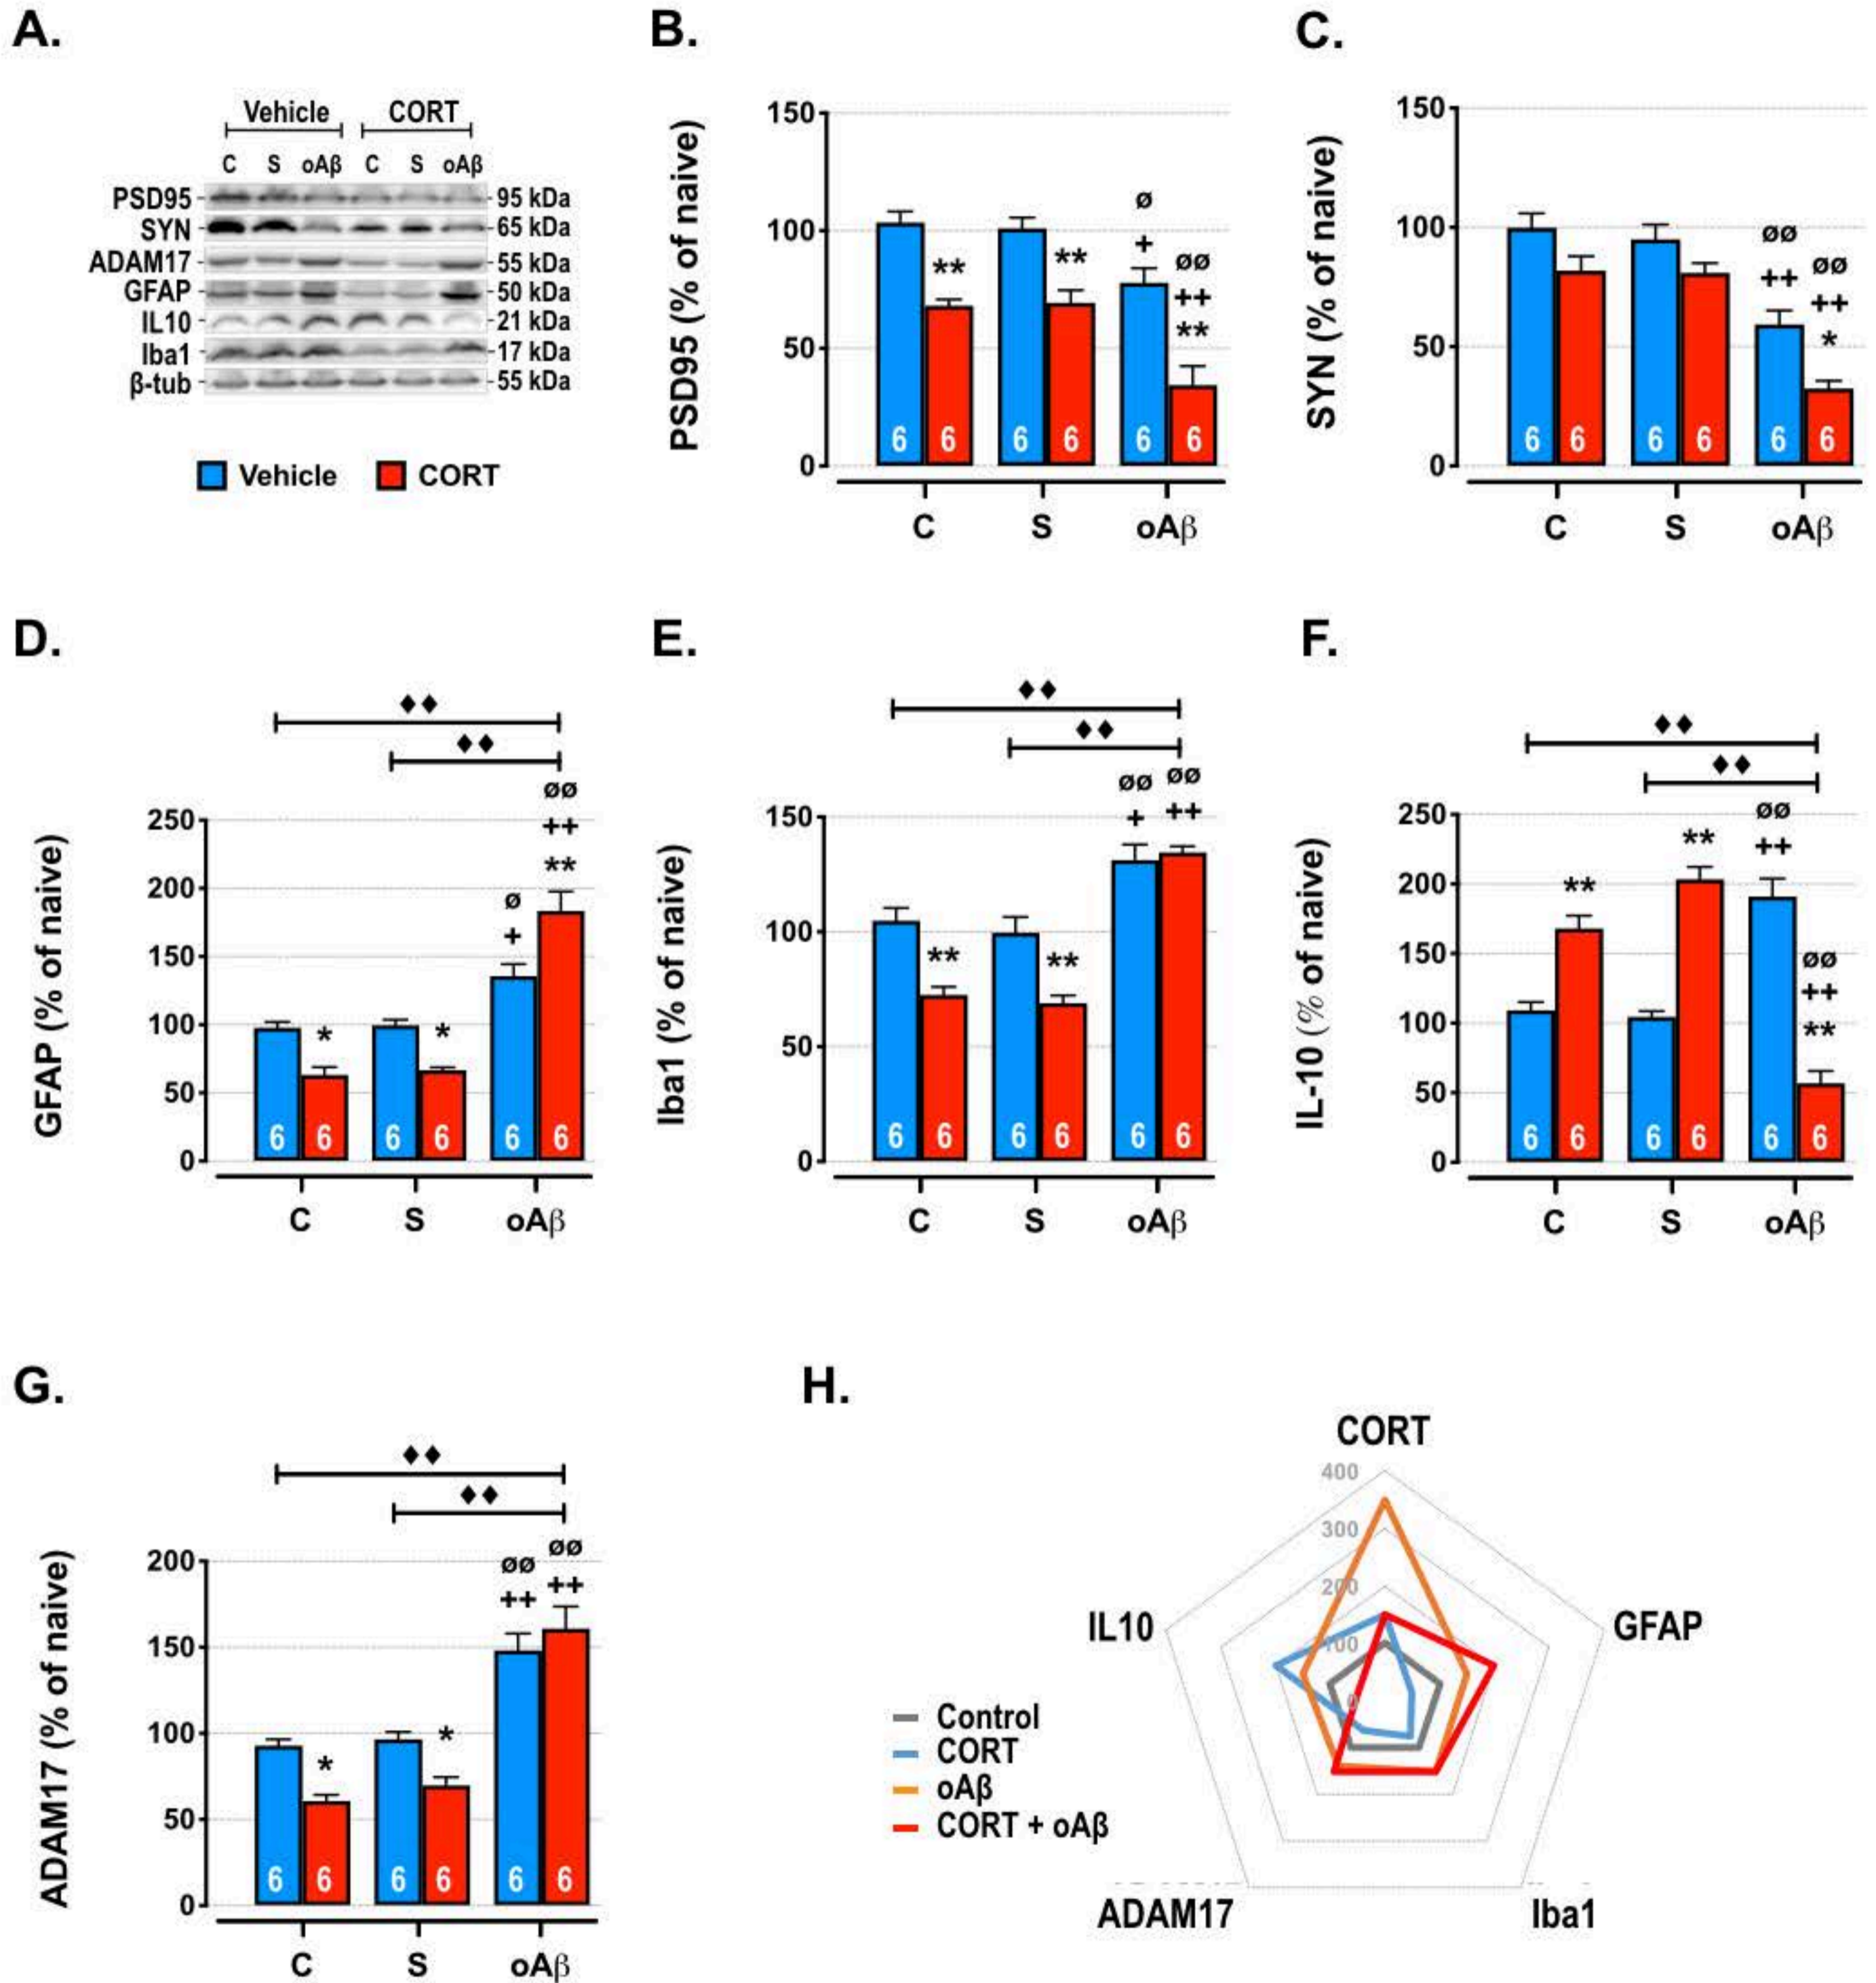 A.
Vehicle CORT
C S oAβ C S oAβ
PSD95 95 kDa
SYN 65 kDa
ADAM17 55 kDa
GFAP 50 kDa
IL10 21 kDa
Iba1 17 kDa
β-tub 55 kDa
Vehicle CORT
B.
PSD95 (% of naive)
150
100
50
0
** ** ø + øø ++ **
6 6 6 6 6 6
C S oAβ
C.
SYN (% of naive)
150
100
50
0
øø ++ øø ++ *
6 6 6 6 6 6
C S oAβ
D.
♦♦
♦♦
GFAP (% of naive)
250
200
150
100
50
0
* * ø + øø ++ **
6 6 6 6 6 6
C S oAβ
E.
♦♦
♦♦
Iba1 (% of naive)
150
100
50
0
** ** øø + øø ++
6 6 6 6 6 6
C S oAβ
F.
♦♦
♦♦
IL-10 (% of naive)
250
200
150
100
50
0
** ** øø ++ øø ++ **
6 6 6 6 6 6
C S oAβ
G.
♦♦
♦♦
ADAM17 (% of naive)
200
150
100
50
0
* * øø ++ øø ++
6 6 6 6 6 6
C S oAβ
H.
CORT
400
300
200
100
0
IL10
GFAP
ADAM17
Iba1
Control
CORT
oAβ
CORT + oAβ